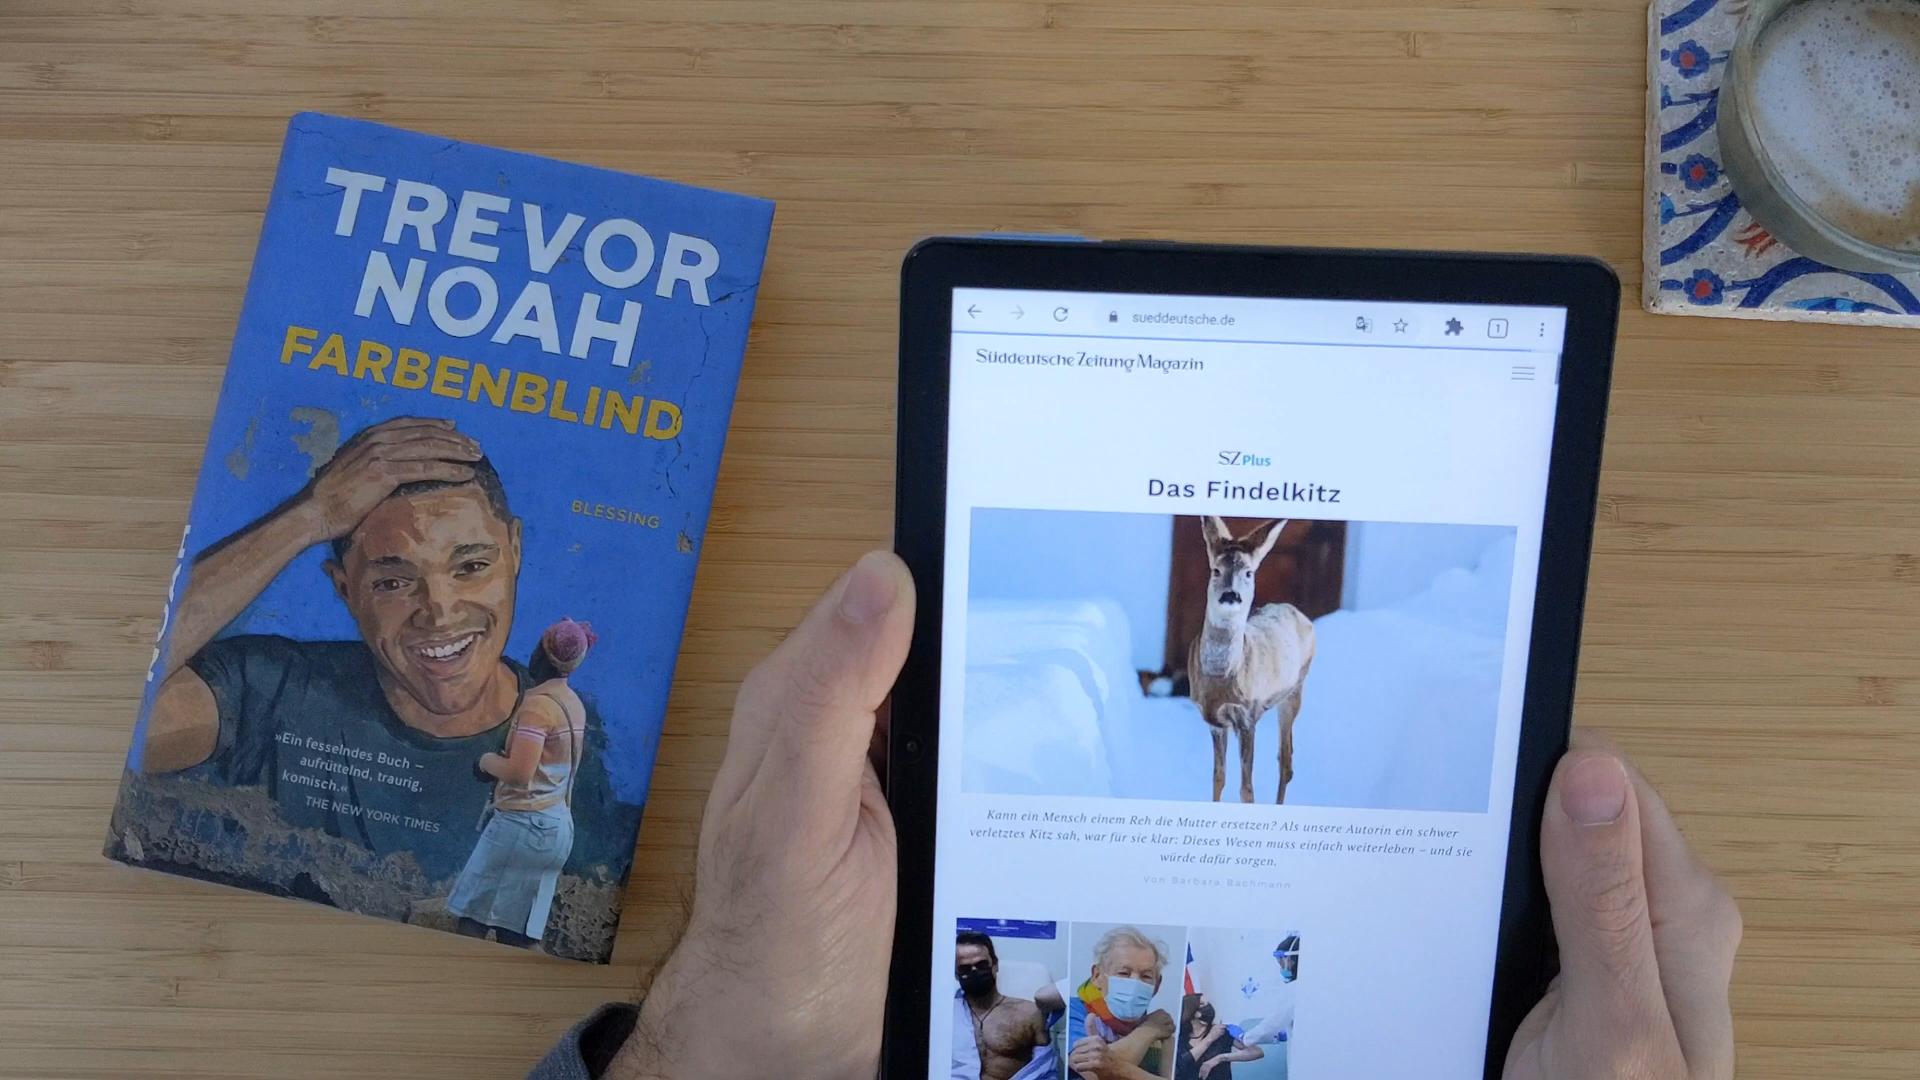 TREVOR
NOAH
FARBENBLIND
BLESSING
»Ein fesselndes Buch –
aufrüttelnd, traurig,
komisch.«
THE NEW YORK TIMES
sueddeutsche.de
1
Süddeutsche Zeitung Magazin
SZ Plus
Das Findelkitz
Kann ein Mensch einem Reh die Mutter ersetzen? Als unsere Autorin ein schwer
verletztes Kitz sah, war für sie klar: Dieses Wesen muss einfach weiterleben – und sie
würde dafür sorgen.
Von Barbara Bachmann